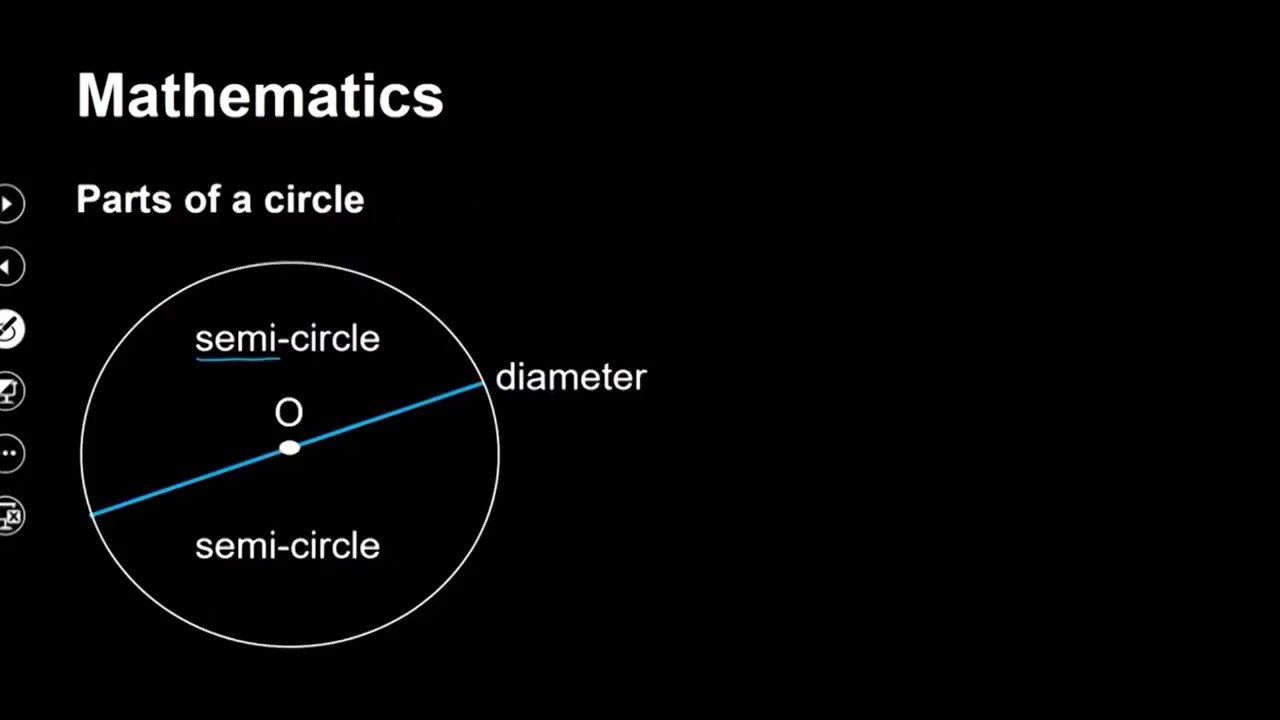 Mathematics
Parts of a circle
semi-circle
diameter
O
semi-circle